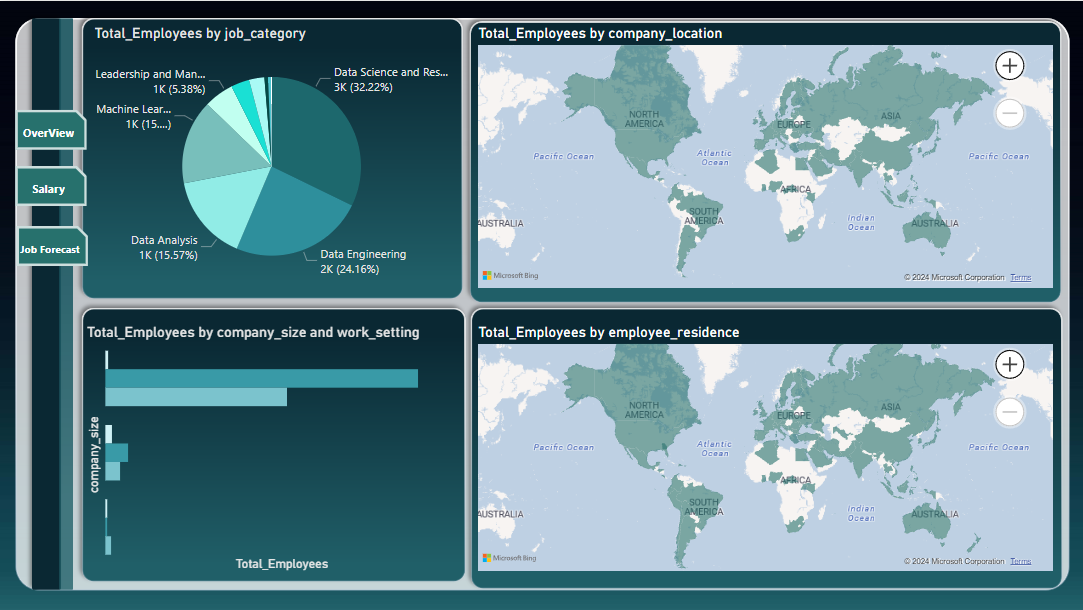 OverView
Salary
Job Forecast
Total_Employees by job_category
Leadership and Man...
1K (5.38%)
Machine Lear...
1K (15....)
Data Science and Res...
3K (32.22%)
Data Analysis
1K (15.57%)
Data Engineering
2K (24.16%)
Total_Employees by company_location
NORTH
AMERICA
EUROPE
ASIA
Pacific Ocean
Atlantic
Ocean
Pacific Ocean
AFRICA
AUSTRALIA
SOUTH
AMERICA
Indian
Ocean
AUSTRALIA
Microsoft Bing
© 2024 Microsoft Corporation Terms
Total_Employees by company_size and work_setting
company_size
Total_Employees
Total_Employees by employee_residence
NORTH
AMERICA
EUROPE
ASIA
Pacific Ocean
Atlantic
Ocean
Pacific Ocean
AFRICA
AUSTRALIA
SOUTH
AMERICA
Indian
Ocean
AUSTRALIA
Microsoft Bing
© 2024 Microsoft Corporation Terms